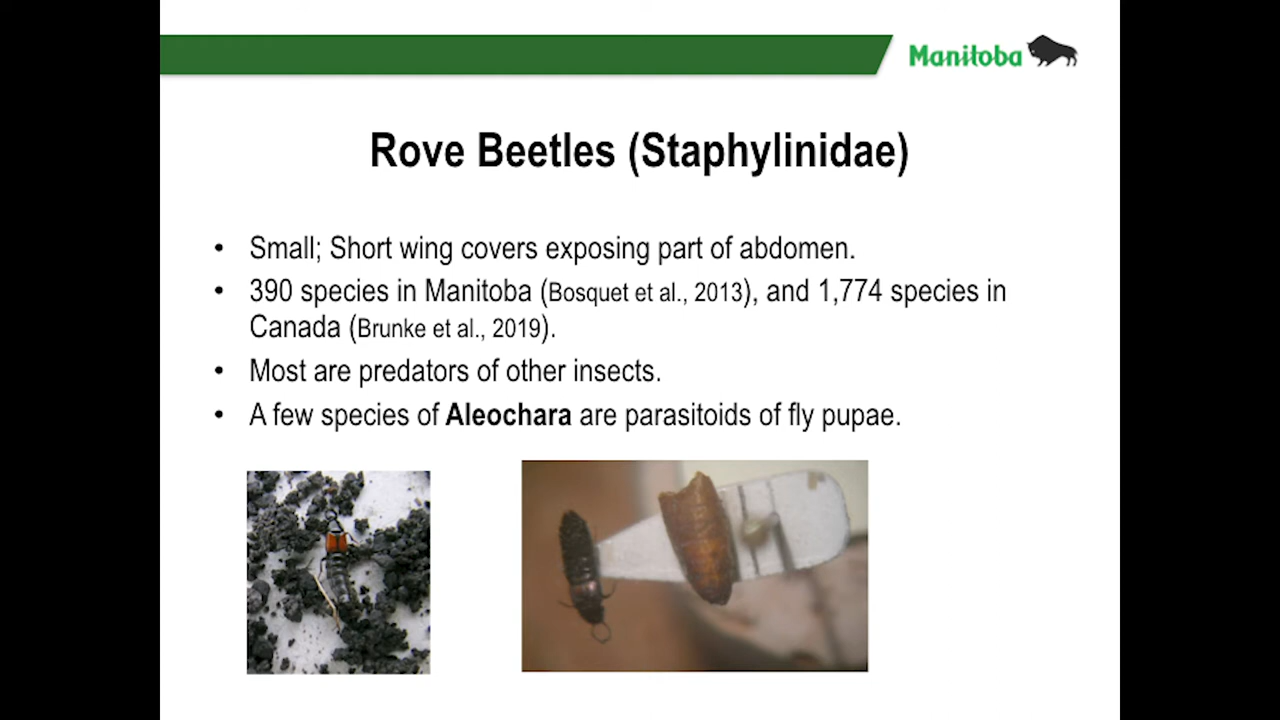 Manitoba
Rove Beetles (Staphylinidae)
• Small; Short wing covers exposing part of abdomen.
• 390 species in Manitoba (Bosquet et al., 2013), and 1,774 species in
Canada (Brunke et al., 2019).
• Most are predators of other insects.
• A few species of Aleochara are parasitoids of fly pupae.